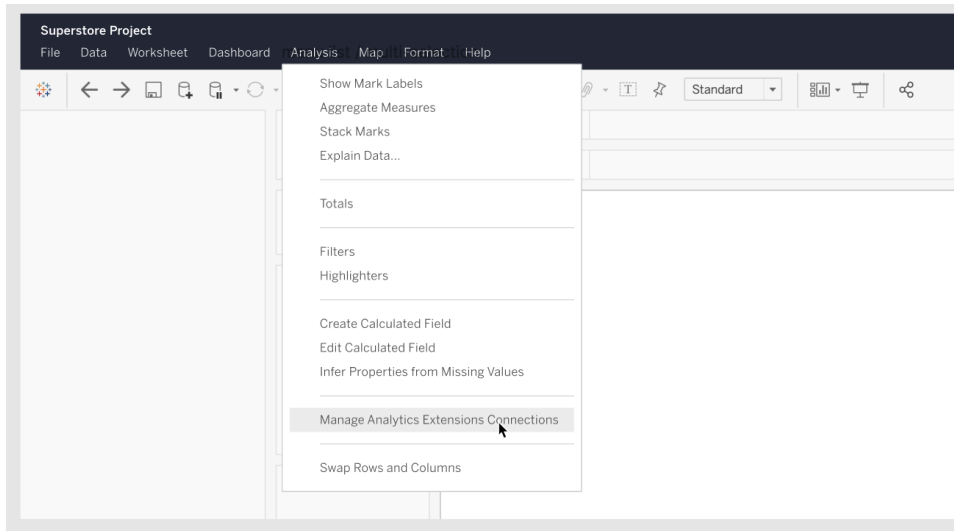 Superstore Project
File Data Worksheet Dashboard Analysis Map Format Help
Standard
Show Mark Labels
Aggregate Measures
Stack Marks
Explain Data...
Totals
Filters
Highlighters
Create Calculated Field
Edit Calculated Field
Infer Properties from Missing Values
Manage Analytics Extensions Connections
Swap Rows and Columns